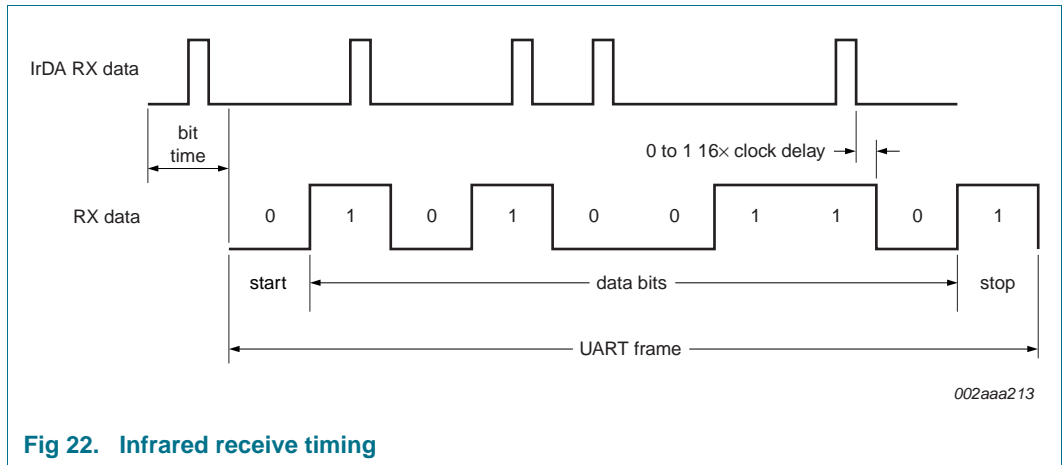 IrDA RX data
bit
time
0 to 1 16× clock delay
RX data
0 1 0 1 0 0 1 1 0 1
start
data bits
stop
UART frame
002aaa213
Fig 22. Infrared receive timing